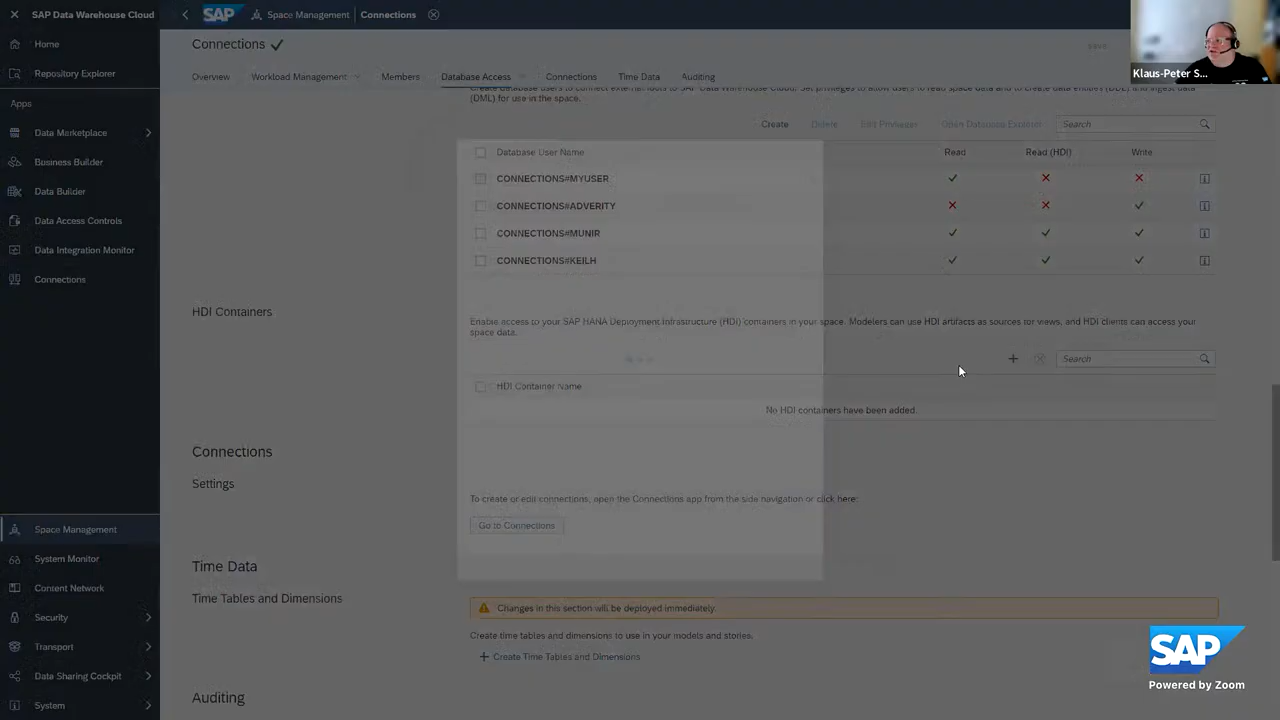 SAP Data Warehouse Cloud
SAP
Space Management
Connections
Klaus-Peter S...
Home
Repository Explorer
Apps
Data Marketplace
Business Builder
Data Builder
Data Access Controls
Data Integration Monitor
Connections
Space Management
System Monitor
Content Network
Security
Transport
Data Sharing Cockpit
System
Connections
Save
Overview
Workload Management
Members
Database Access
Connections
Time Data
Auditing
Create database users to connect external tools to SAP Data Warehouse Cloud. Set privileges to allow users to read space data and to create data entities (DDL) and ingest data
(DML) for use in the space.
Create
Delete
Edit Privileges
Open Database Explorer
Search
Database User Name
Read
Read (HDI)
Write
CONNECTIONS#MYUSER
CONNECTIONS#ADVERITY
CONNECTIONS#MUNIR
CONNECTIONS#KEILH
HDI Containers
Enable access to your SAP HANA Deployment Infrastructure (HDI) containers in your space. Modelers can use HDI artifacts as sources for views, and HDI clients can access your
space data.
Search
HDI Container Name
No HDI containers have been added.
Connections
Settings
To create or edit connections, open the Connections app from the side navigation or click here:
Go to Connections
Time Data
Time Tables and Dimensions
Changes in this section will be deployed immediately.
Create time tables and dimensions to use in your models and stories.
Create Time Tables and Dimensions
Auditing
SAP
Powered by Zoom